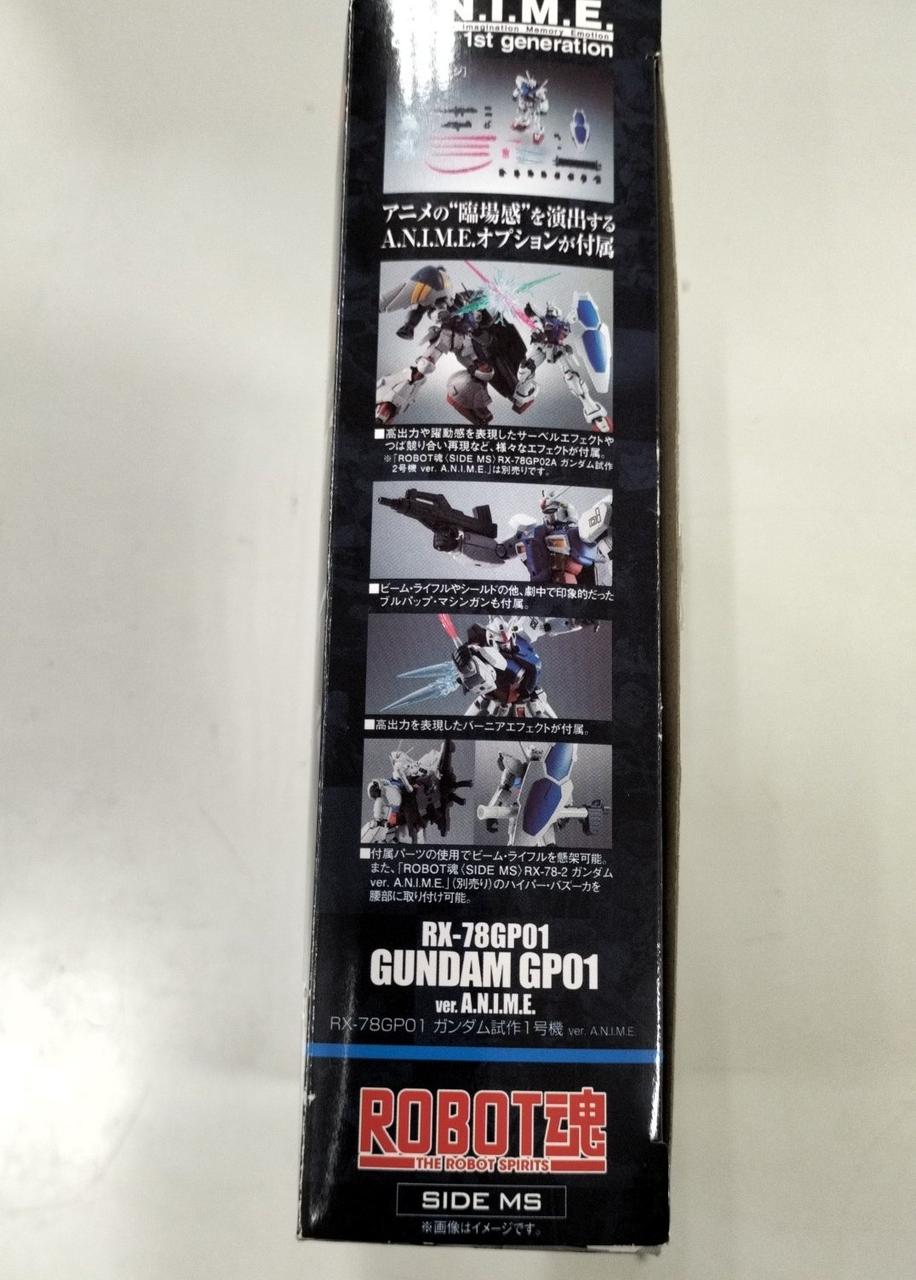 N.I.M.E.
Imagination Memory Emotion
1st generation
アニメの“臨場感”を演出する
A.N.I.M.E.オプションが付属
■高出力や躍動感を表現したサーベルエフェクトや
つば競り合い再現など、様々なエフェクトが付属。
※「ROBOT魂〈SIDE MS〉RX-78GP02A ガンダム試作
2号機 ver. A.N.I.M.E.」は別売りです。
■ビーム・ライフルやシールドの他、劇中で印象的だった
ブルパップ・マシンガンも付属。
■高出力を表現したバーニアエフェクトが付属。
■付属パーツの使用でビーム・ライフルを懸架可能。
また、「ROBOT魂〈SIDE MS〉RX-78-2 ガンダム
ver. A.N.I.M.E.」（別売り）のハイパー・バズーカを
腰部に取り付け可能。
RX-78GP01
GUNDAM GP01
ver. A.N.I.M.E.
RX-78GP01 ガンダム試作1号機 ver. A.N.I.M.E.
ROBOT魂
THE ROBOT SPIRITS
SIDE MS
※画像はイメージです。